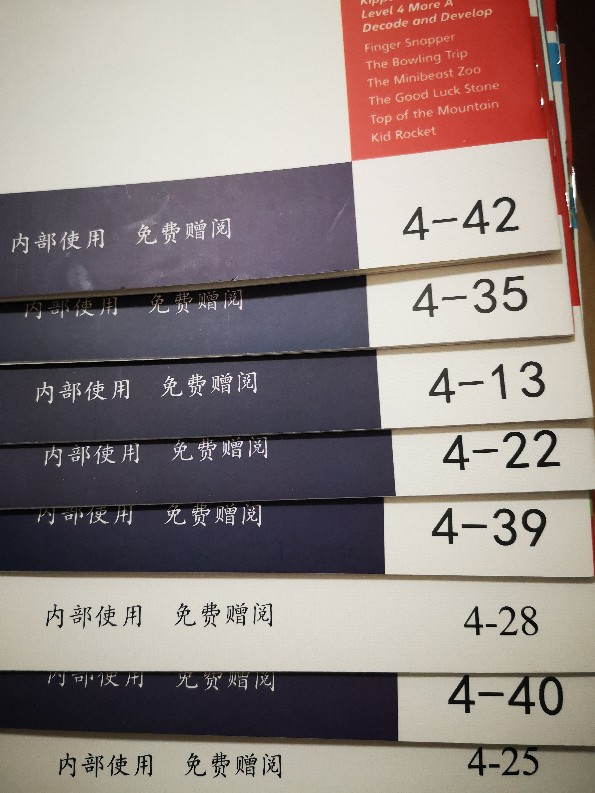 Level 4 More A
Decode and Develop
Finger Snapper
The Bowling Trip
The Minibeast Zoo
The Good Luck Stone
Top of the Mountain
Kid Rocket
内部使用 免费赠阅 4-42
内部使用 免费赠阅 4-35
内部使用 免费赠阅 4-13
内部使用 免费赠阅 4-22
内部使用 免费赠阅 4-39
内部使用 免费赠阅 4-28
内部使用 免费赠阅 4-40
内部使用 免费赠阅 4-25